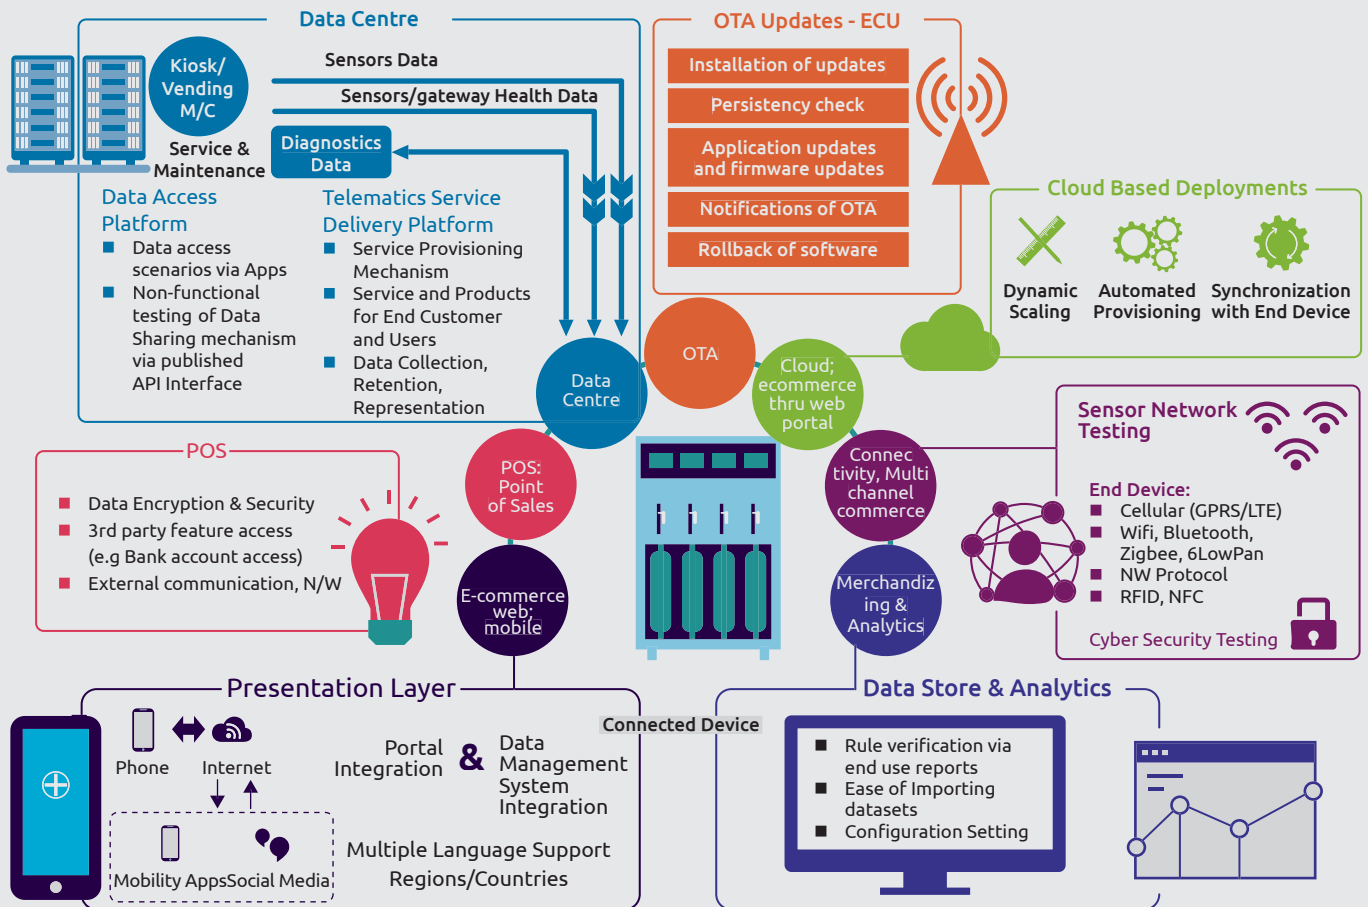 Data Centre
Kiosk/
Vending
M/C
Sensors Data
Sensors/gateway Health Data
Service &
Maintenance
Diagnostics
Data
Data Access
Platform
Data access
scenarios via Apps
Non-functional
testing of Data
Sharing mechanism
via published
API Interface
Telematics Service
Delivery Platform
Service Provisioning
Mechanism
Service and Products
for End Customer
and Users
Data Collection,
Retention,
Representation
OTA Updates - ECU
Installation of updates
Persistency check
Application updates
and firmware updates
Notifications of OTA
Rollback of software
Cloud Based Deployments
Dynamic
Scaling
Automated
Provisioning
Synchronization
with End Device
Data
Centre
OTA
Cloud;
ecommerce
thru web
portal
POS:
Point
of Sales
Connec
tivity, Multi
channel
commerce
E-commerce
web;
mobile
Merchandiz
ing &
Analytics
POS
Data Encryption & Security
3rd party feature access
(e.g Bank account access)
External communication, N/W
Sensor Network
Testing
End Device:
Cellular (GPRS/LTE)
Wifi, Bluetooth,
Zigbee, 6LowPan
NW Protocol
RFID, NFC
Cyber Security Testing
Presentation Layer
Phone
Internet
Mobility Apps
Social Media
Portal
Integration
&
Data
Management
System
Integration
Multiple Language Support
Regions/Countries
Connected Device
Data Store & Analytics
Rule verification via
end use reports
Ease of Importing
datasets
Configuration Setting